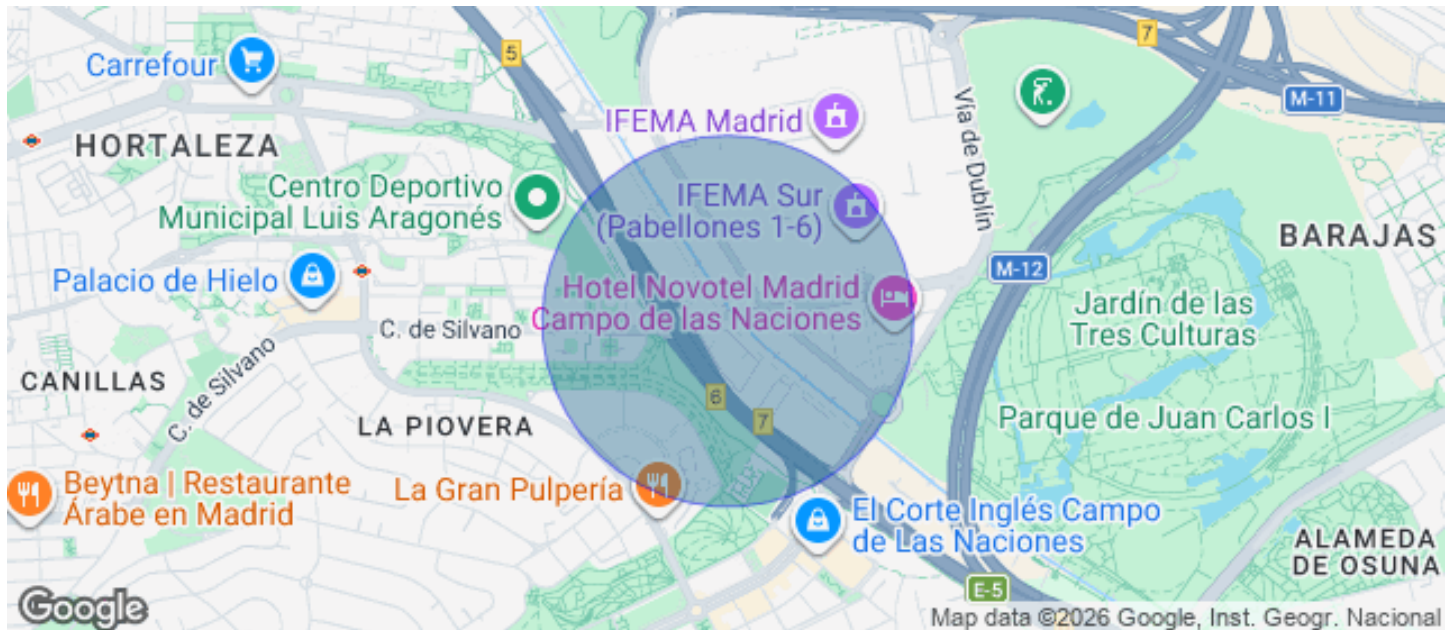 5
7
Carrefour
M-11
IFEMA Madrid
Vía de Dublín
HORTALEZA
Centro Deportivo
Municipal Luis Aragonés
IFEMA Sur
(Pabellones 1-6)
BARAJAS
M-12
Palacio de Hielo
Hotel Novotel Madrid
Campo de las Naciones
Jardín de las
Tres Culturas
C. de Silvano
C. de Silvano
CANILLAS
6
7
LA PIOVERA
Parque de Juan Carlos I
Beytna | Restaurante
Árabe en Madrid
La Gran Pulpería
El Corte Inglés Campo
de Las Naciones
ALAMEDA
DE OSUNA
E-5
Google
Map data ©2026 Google, Inst. Geogr. Nacional